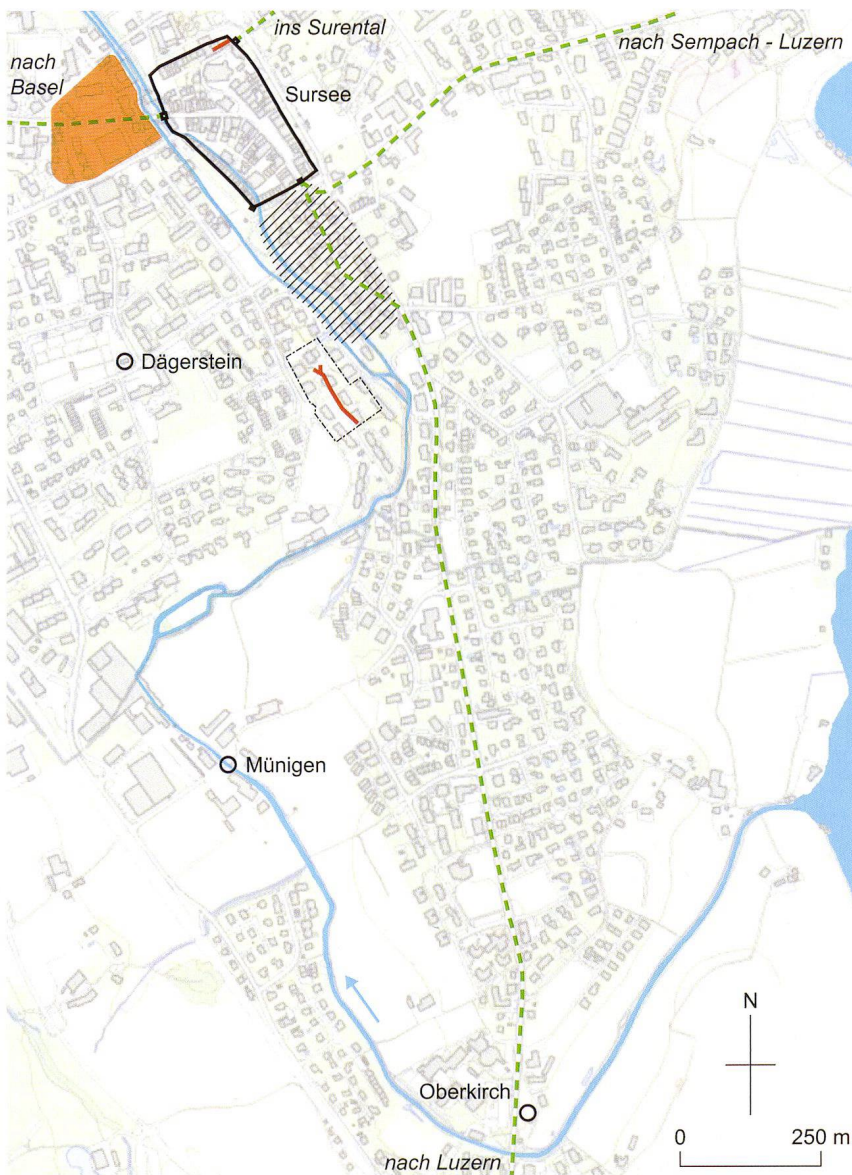 ins Surental
nach Sempach - Luzern
nach
Basel
Sursee
Dägerstein
Münigen
N
Oberkirch
0 250 m
nach Luzern